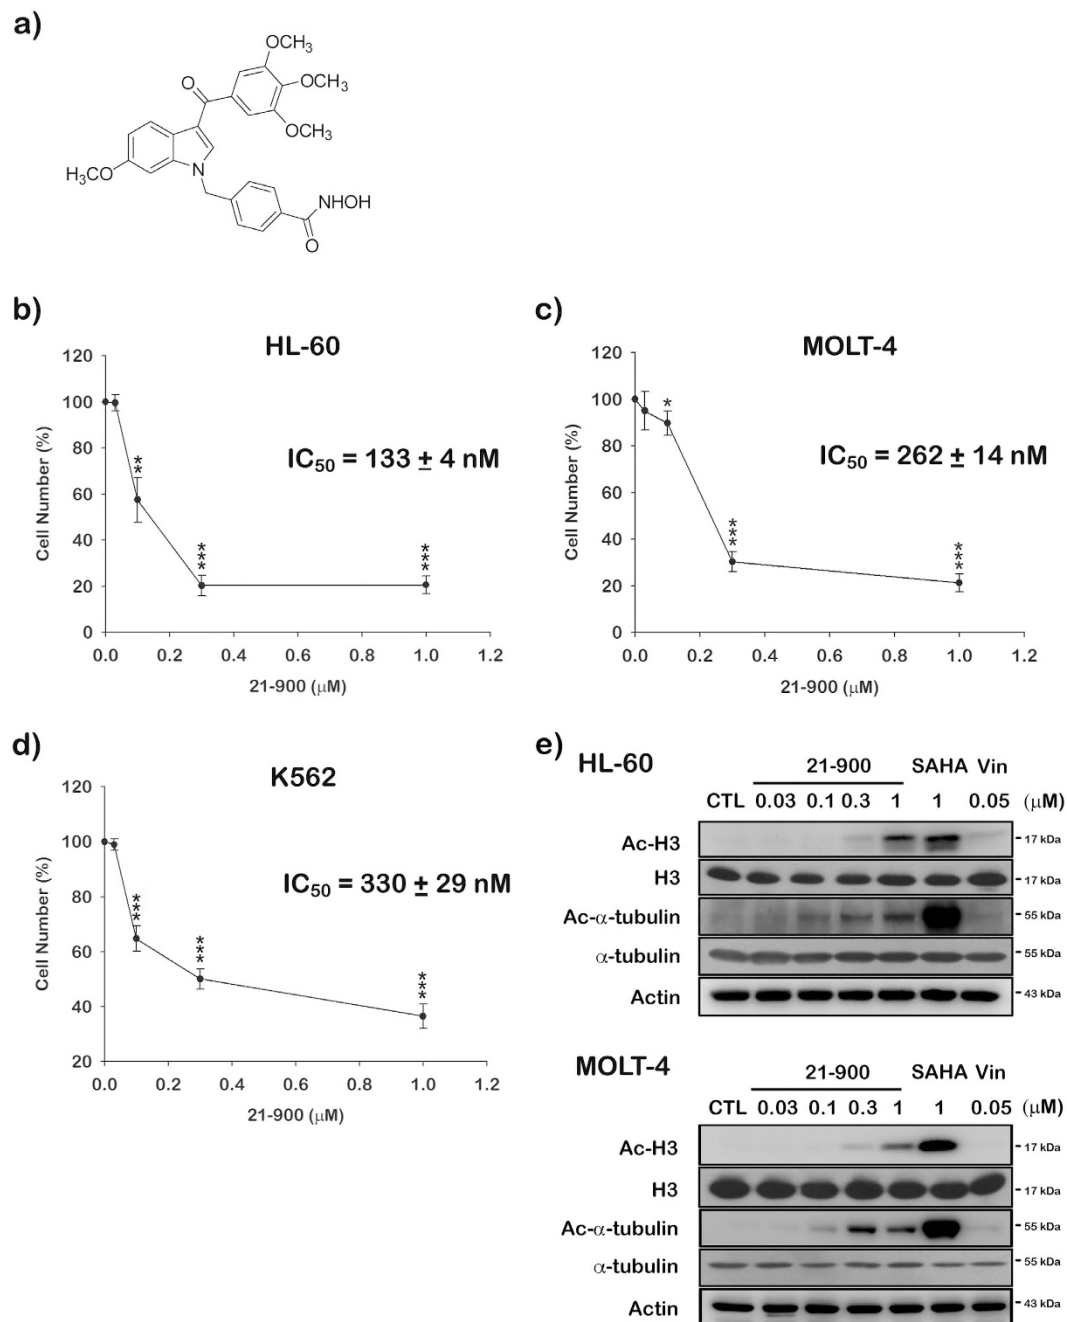 a)
OCH3
O
OCH3
OCH3
H3CO
N
NHOH
O
b)
HL-60
120
100
80
60
40
20
0
Cell Number (%)
**
***
***
IC50 = 133 ± 4 nM
0.0 0.2 0.4 0.6 0.8 1.0 1.2
21-900 (μM)
c)
MOLT-4
120
100
80
60
40
20
0
Cell Number (%)
*
***
***
IC50 = 262 ± 14 nM
0.0 0.2 0.4 0.6 0.8 1.0 1.2
21-900 (μM)
d)
K562
120
100
80
60
40
20
Cell Number (%)
***
***
***
IC50 = 330 ± 29 nM
0.0 0.2 0.4 0.6 0.8 1.0 1.2
21-900 (μM)
e)
HL-60
21-900 SAHA Vin
CTL 0.03 0.1 0.3 1 1 0.05 (μM)
Ac-H3 17 kDa
H3 17 kDa
Ac-α-tubulin 55 kDa
α-tubulin 55 kDa
Actin 43 kDa
MOLT-4
21-900 SAHA Vin
CTL 0.03 0.1 0.3 1 1 0.05 (μM)
Ac-H3 17 kDa
H3 17 kDa
Ac-α-tubulin 55 kDa
α-tubulin 55 kDa
Actin 43 kDa